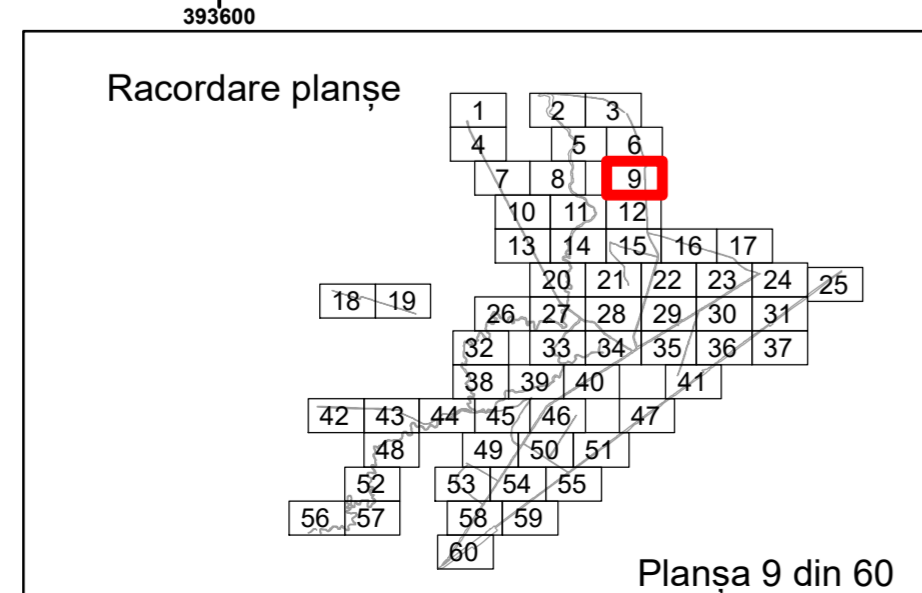 393600
Racordare planșe
1 2 3
4 5 6
7 8 9
10 11 12
13 14 15 16 17
20 21 22 23 24 25
18 19
26 27 28 29 30 31
32 33 34 35 36 37
38 39 40 41
42 43 44 45 46 47
48 49 50 51
52 53 54 55
56 57 58 59
60
Planșa 9 din 60